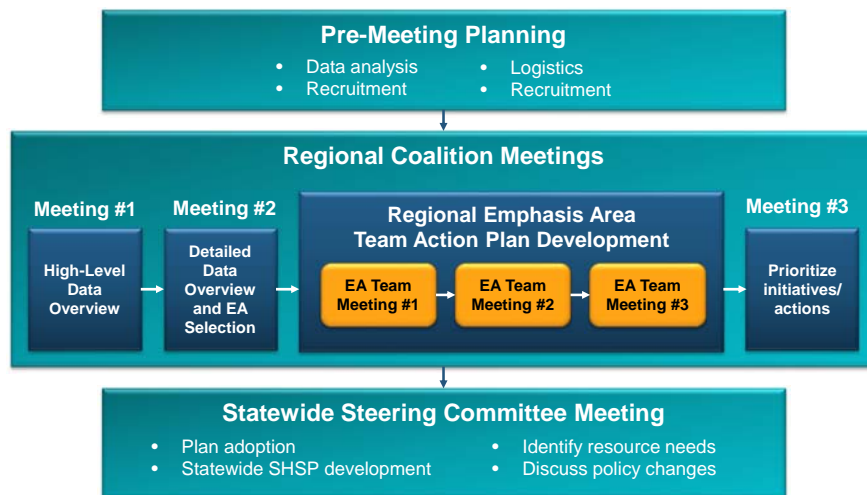 Pre-Meeting Planning
• Data analysis
• Recruitment
• Logistics
• Recruitment
Regional Coalition Meetings
Meeting #1
High-Level
Data
Overview
Meeting #2
Detailed
Data
Overview
and EA
Selection
Regional Emphasis Area
Team Action Plan Development
EA Team
Meeting #1
EA Team
Meeting #2
EA Team
Meeting #3
Meeting #3
Prioritize
initiatives/
actions
Statewide Steering Committee Meeting
• Plan adoption
• Statewide SHSP development
• Identify resource needs
• Discuss policy changes